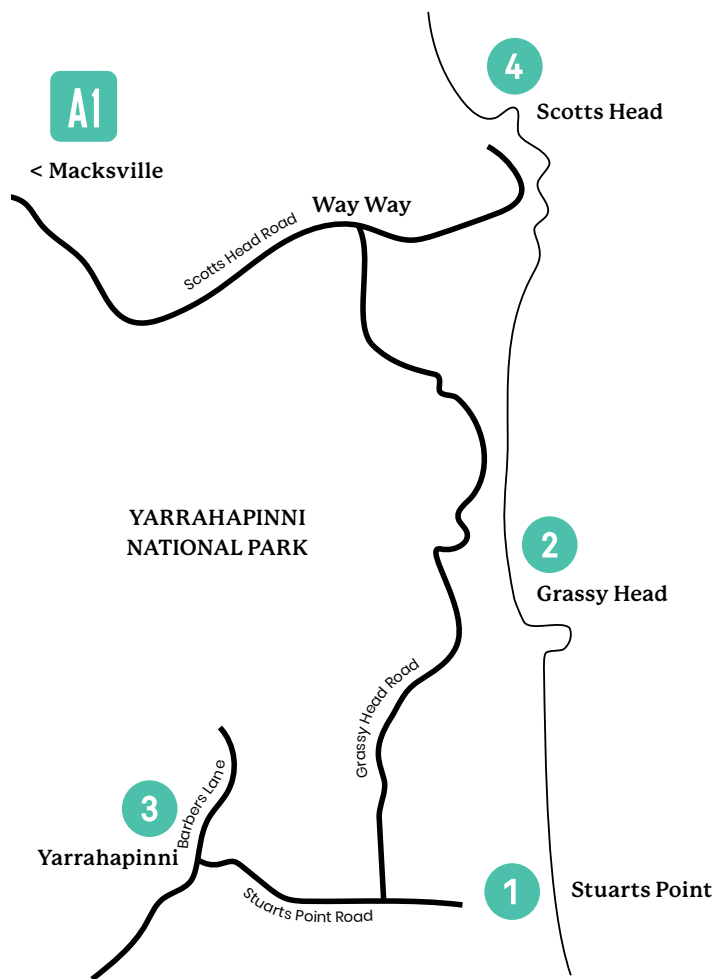 4
Scotts Head
A1
< Macksville
Way Way
Scotts Head Road
YARRAHAPINNI
NATIONAL PARK
2
Grassy Head
Grassy Head Road
3
Barbers Lane
Yarrahapinni
1
Stuarts Point
Stuarts Point Road